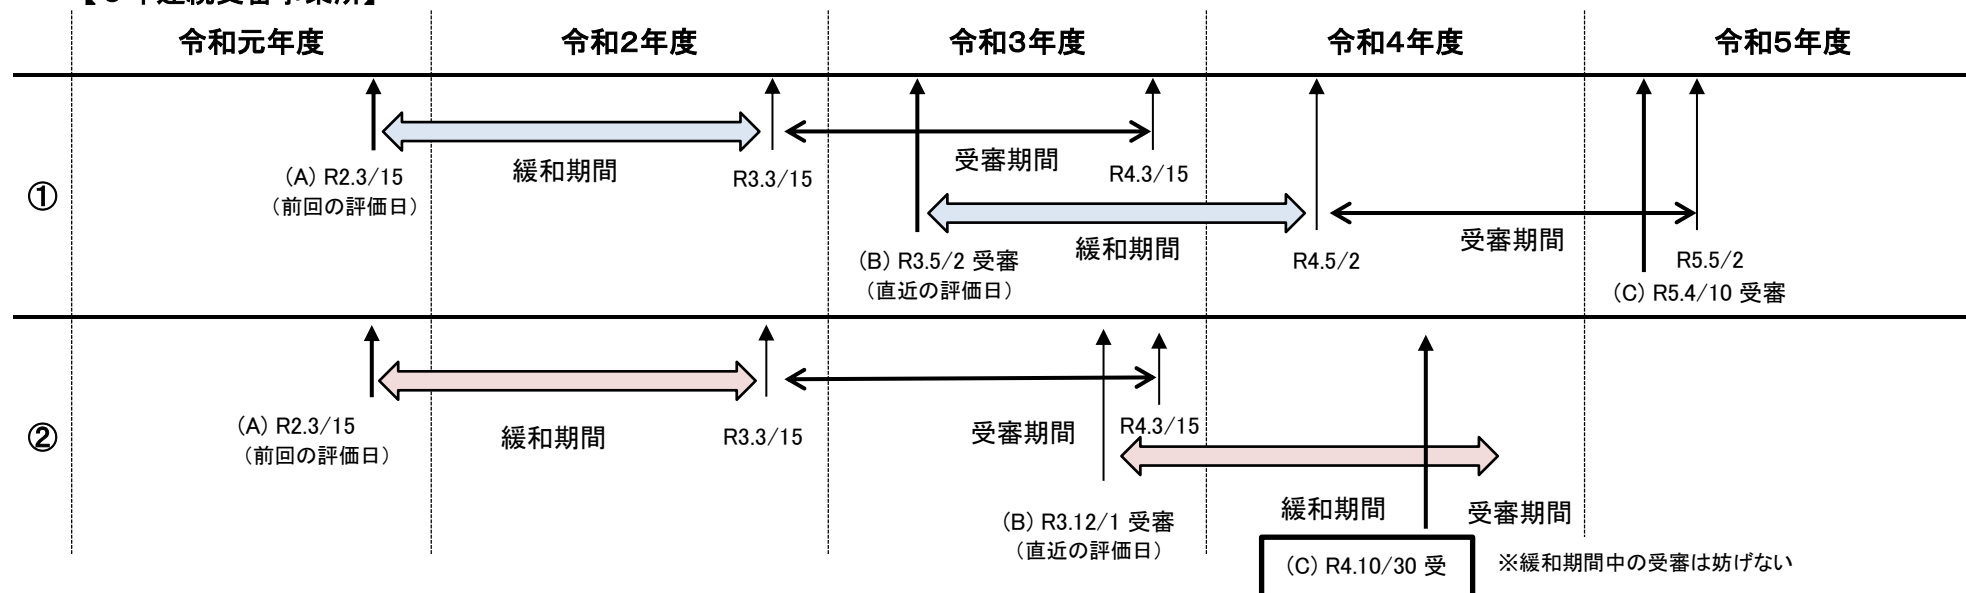 令和元年度 令和2年度 令和3年度 令和4年度 令和5年度
①
(A) R2.3/15
（前回の評価日）
緩和期間
R3.3/15
受審期間
R4.3/15
(B) R3.5/2 受審
（直近の評価日）
緩和期間
R4.5/2
受審期間
R5.5/2
(C) R5.4/10 受審
②
(A) R2.3/15
（前回の評価日）
緩和期間
R3.3/15
受審期間
R4.3/15
(B) R3.12/1 受審
（直近の評価日）
緩和期間
受審期間
(C) R4.10/30 受
※緩和期間中の受審は妨げない